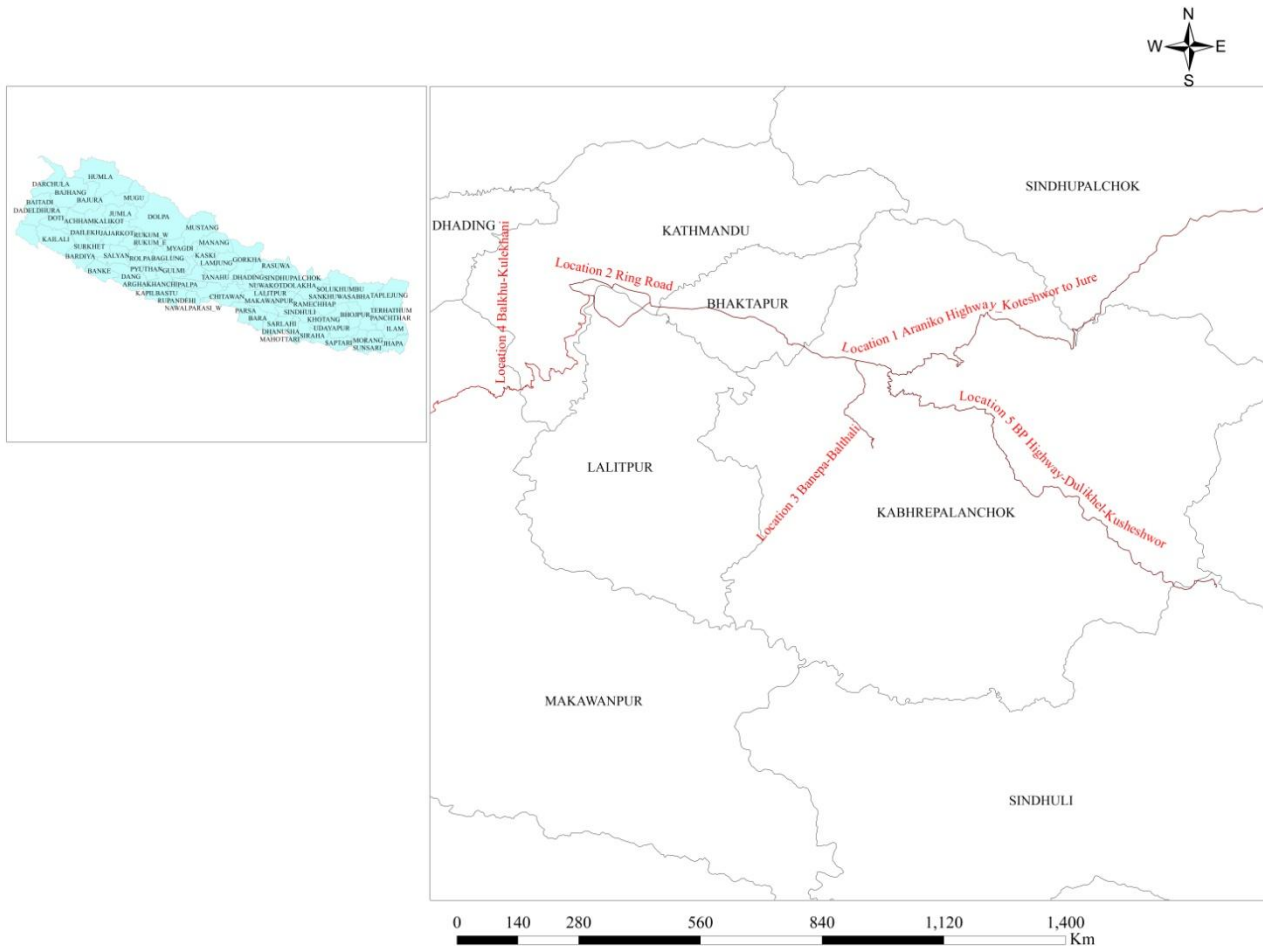 N
W E
S
HUMLA
DARCHULA
BAJHANG
BAITADI
BAJURA
MUGU
DADELDHURA
DOTI
JUMLA
DOLPA
ACHHAM
KALIKOT
MUSTANG
KAILALI
DAILEKH
JAJARKOT
RUKUM_W
RUKUM_E
MANANG
SURKHET
MYAGDI
BARDIYA
SALYAN
ROLPA
BAGLUNG
KASKI
GORKHA
LAMJUNG
RASUWA
BANKE
PYUTHAN
GULMI
DANG
TANAHU
DHADING
SINDHUPALCHOK
ARGHAKHANCHI
PALPA
NUWAKOT
DOLAKHA
SOLUKHUMBU
KAPILBASTU
CHITAWAN
LALITPUR
SANKHUWASABHA
TAPLEJUNG
RUPANDEHI
MAKAWANPUR
RAMECHHAP
NAWALPARASI_W
PARSA
SINDHULI
KHOTANG
BHOJPUR
TERHATHUM
PANCHTHAR
BARA
SARLAHI
UDAYAPUR
ILAM
DHANUSHA
MAHOTTARI
SIRAHA
SAPTARI
MORANG
SUNSARI
JHAPA
SINDHUPALCHOK
DHADING
KATHMANDU
Location 4 Balkhu-Kulekhani
Location 2 Ring Road
BHAKTAPUR
Location 1 Araniko Highway_Koteshwor to Jure
Location 5 BP Highway-Dulikhel-Kusheshwor
Location 3 Banepa-Balthali
LALITPUR
KABHREPALANCHOK
MAKAWANPUR
SINDHULI
0 140 280 560 840 1,120 1,400
Km